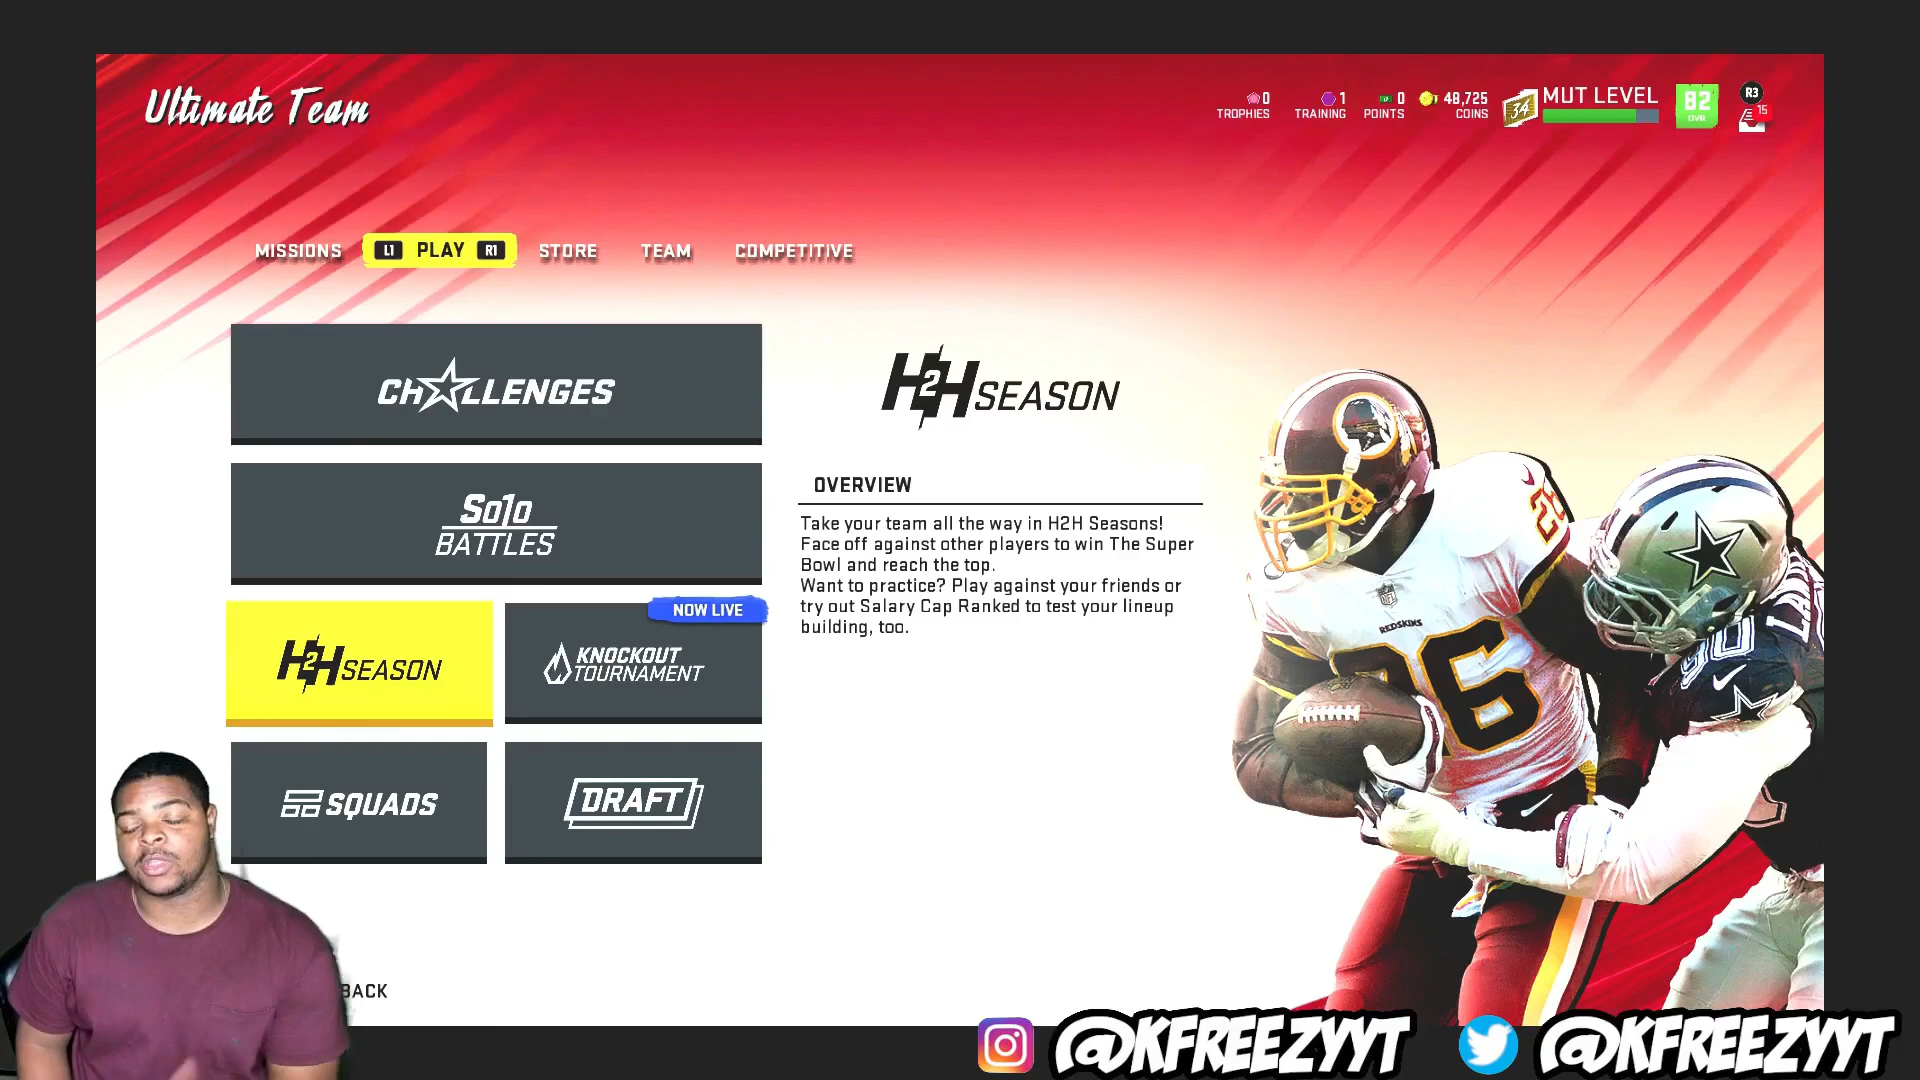 Ultimate Team
0
TROPHIES
1
TRAINING
0
POINTS
48,725
COINS
34
MUT LEVEL
82
OVR
R3
15
MISSIONS
L1 PLAY R1
STORE
TEAM
COMPETITIVE
CHALLENGES
Solo
BATTLES
H2H SEASON
NOW LIVE
KNOCKOUT
TOURNAMENT
SQUADS
DRAFT
H2H SEASON
OVERVIEW
Take your team all the way in H2H Seasons!
Face off against other players to win The Super
Bowl and reach the top.
Want to practice? Play against your friends or
try out Salary Cap Ranked to test your lineup
building, too.
REDSKINS
26
90
BACK
@KFREEZYYT
@KFREEZYYT